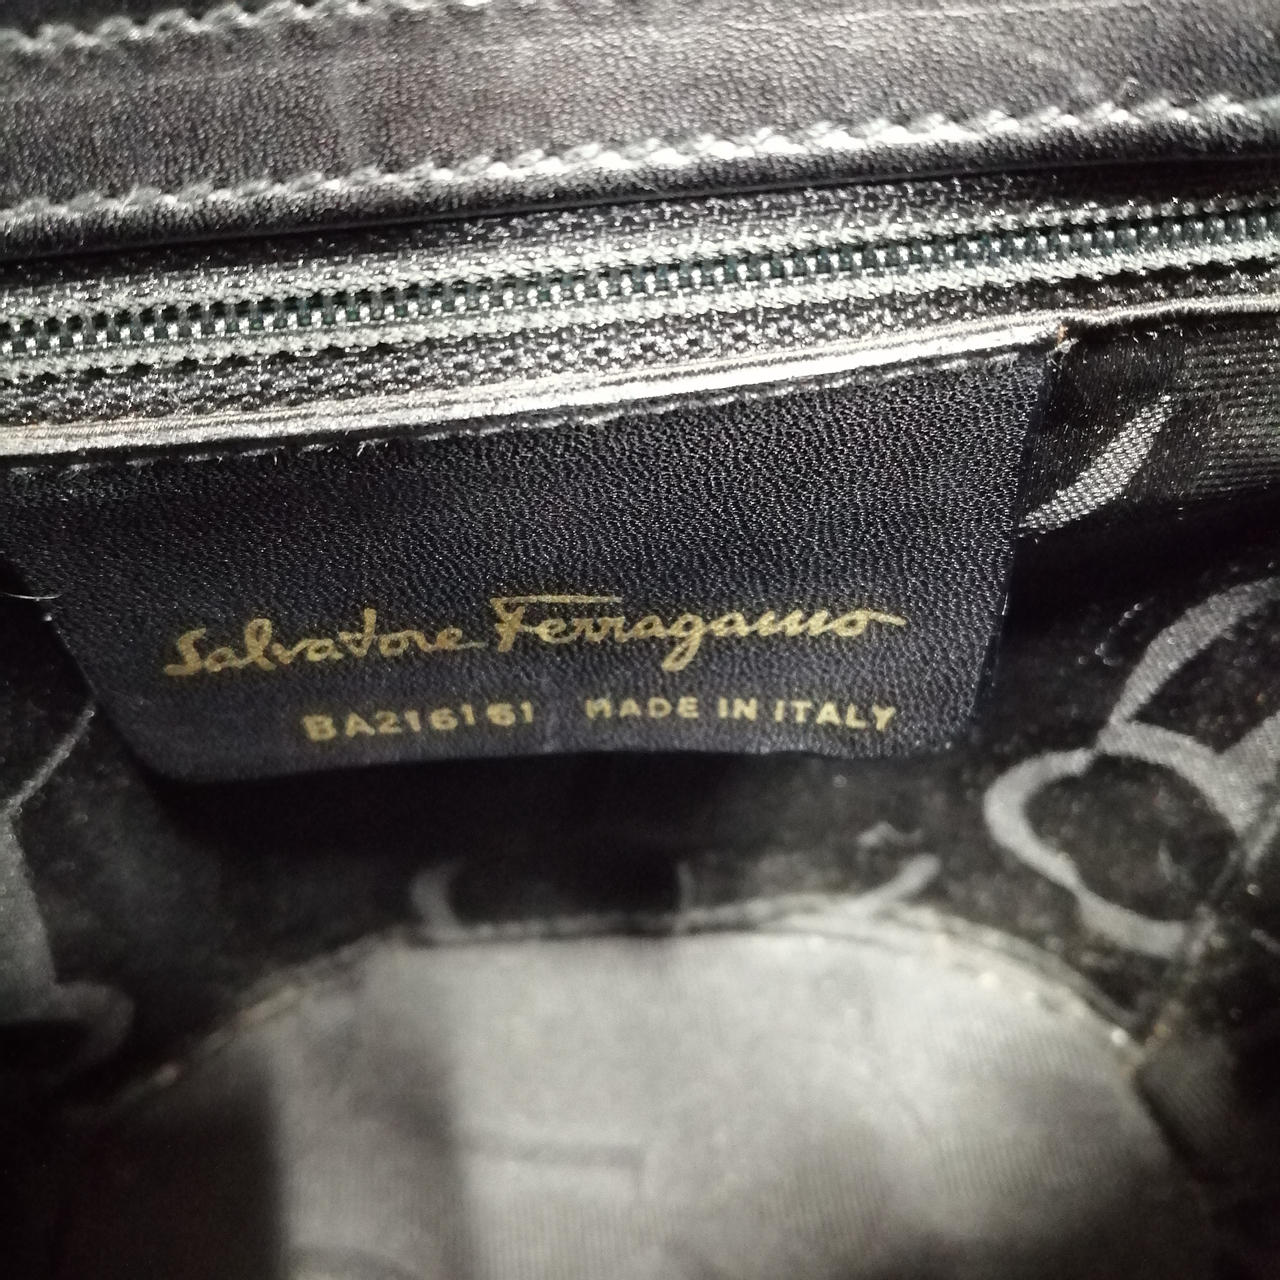 Salvatore Ferragamo
BA216161 MADE IN ITALY